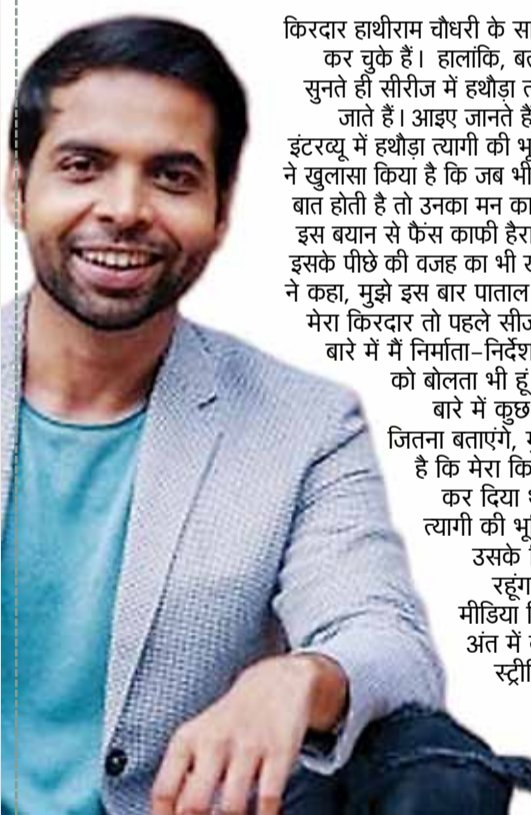 किरदार हाथीराम चौधरी के
कर चुके हैं। हालांकि,
सुनते ही सीरीज में हथौड़ा
जाते हैं। आइए जानते
इंटरव्यू में हथौड़ा त्यागी की
ने खुलासा किया है कि जब भी
बात होती है तो उनका मन
इस बयान से फैंस काफी
इसके पीछे की वजह का भी
ने कहा, मुझे इस बार पाताल
मेरा किरदार तो पहले
बारे में मैं निर्माता-निर्देश
को बोलता भी हूं
बारे में कुछ
जितना बताएंगे,
है कि मेरा
कर दिया
त्यागी की
उसके
रहूंग
मीडिया
अंत में
स्ट्री